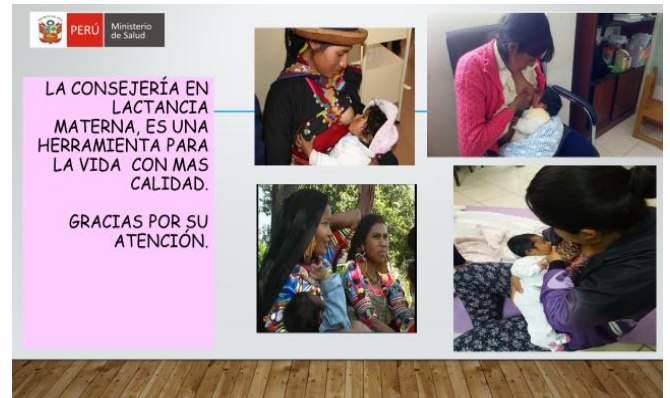 PERÚ
Ministerio
de Salud
LA CONSEJERÍA EN
LACTANCIA
MATERNA, ES UNA
HERRAMIENTA PARA
LA VIDA CON MAS
CALIDAD.
GRACIAS POR SU
ATENCIÓN.